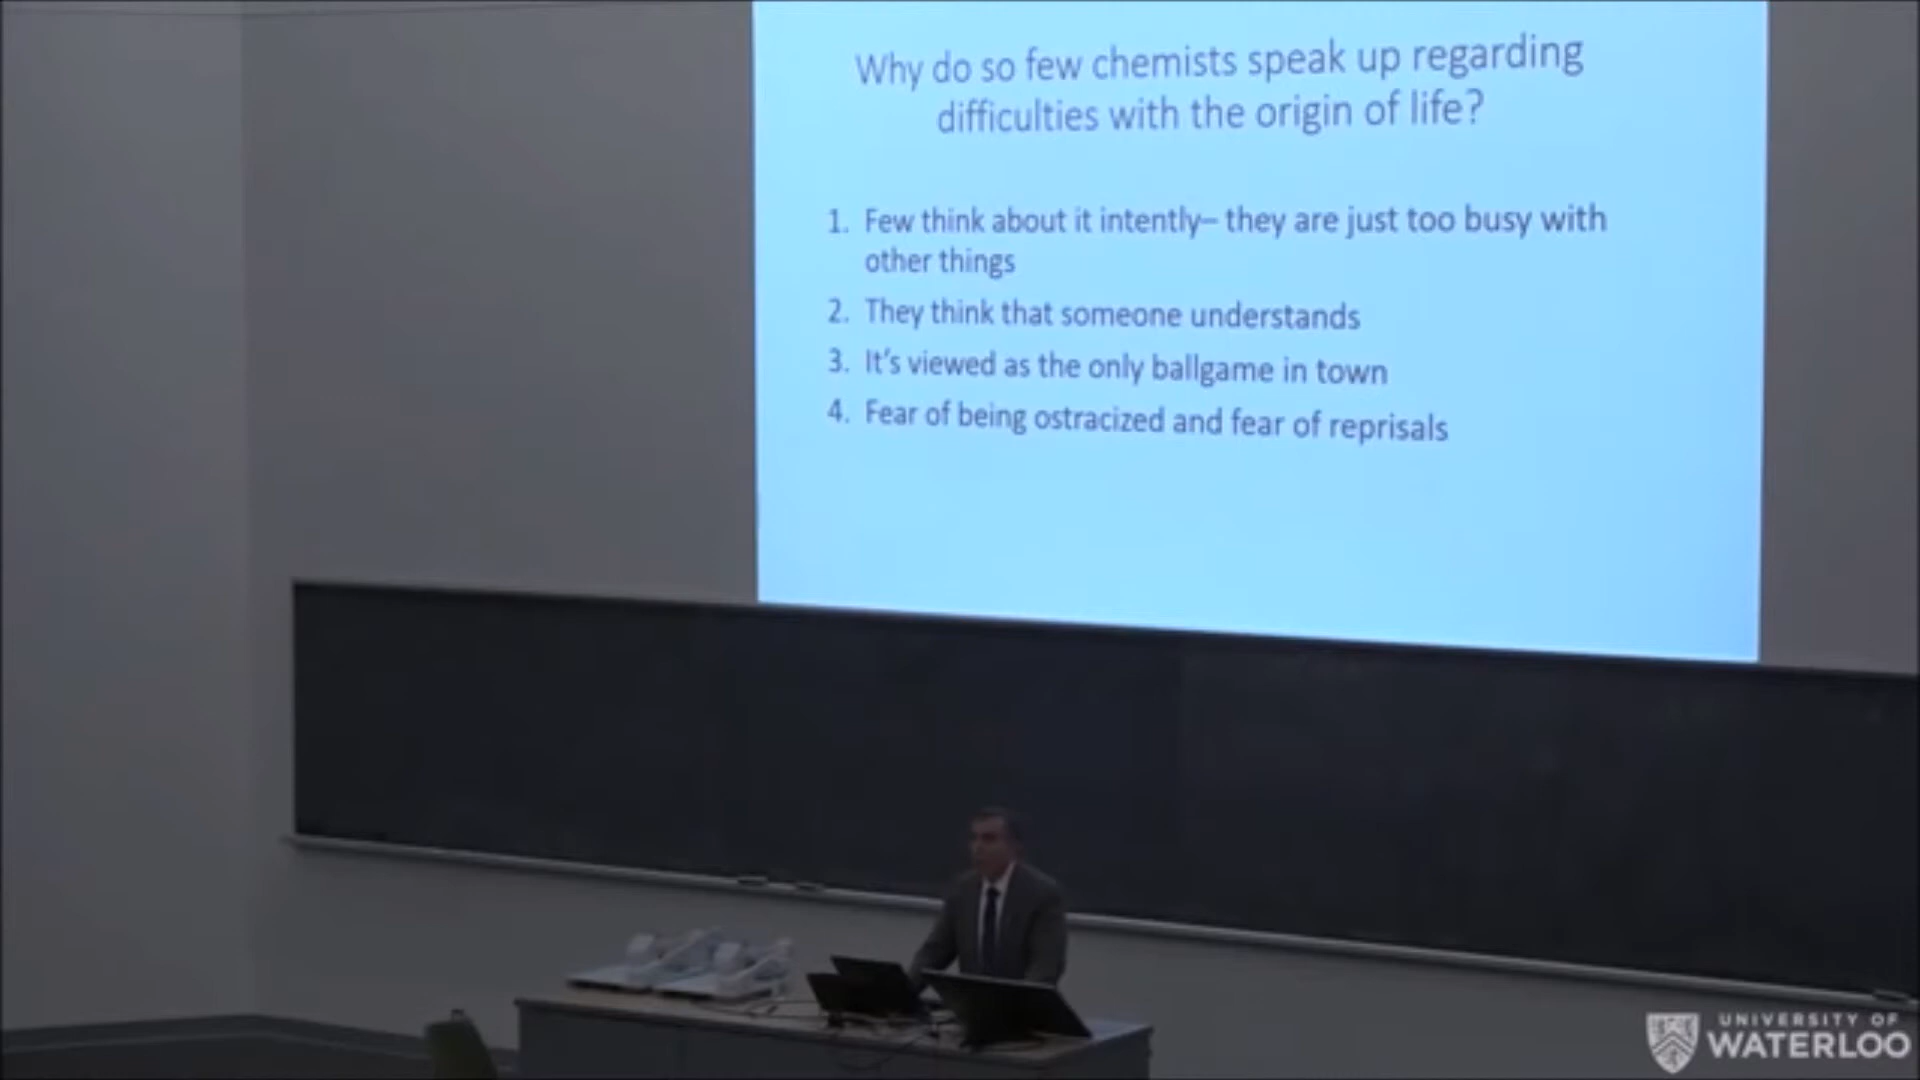 Why do so few chemists speak up regarding
difficulties with the origin of life?
1. Few think about it intently– they are just too busy with
other things
2. They think that someone understands
3. It's viewed as the only ballgame in town
4. Fear of being ostracized and fear of reprisals
UNIVERSITY OF
WATERLOO